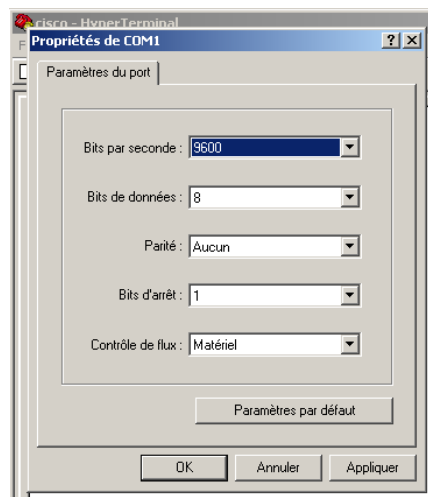 cisco - HyperTerminal
Propriétés de COM1
Paramètres du port
Bits par seconde : 9600
Bits de données : 8
Parité : Aucun
Bits d'arrêt : 1
Contrôle de flux : Matériel
Paramètres par défaut
OK Annuler Appliquer